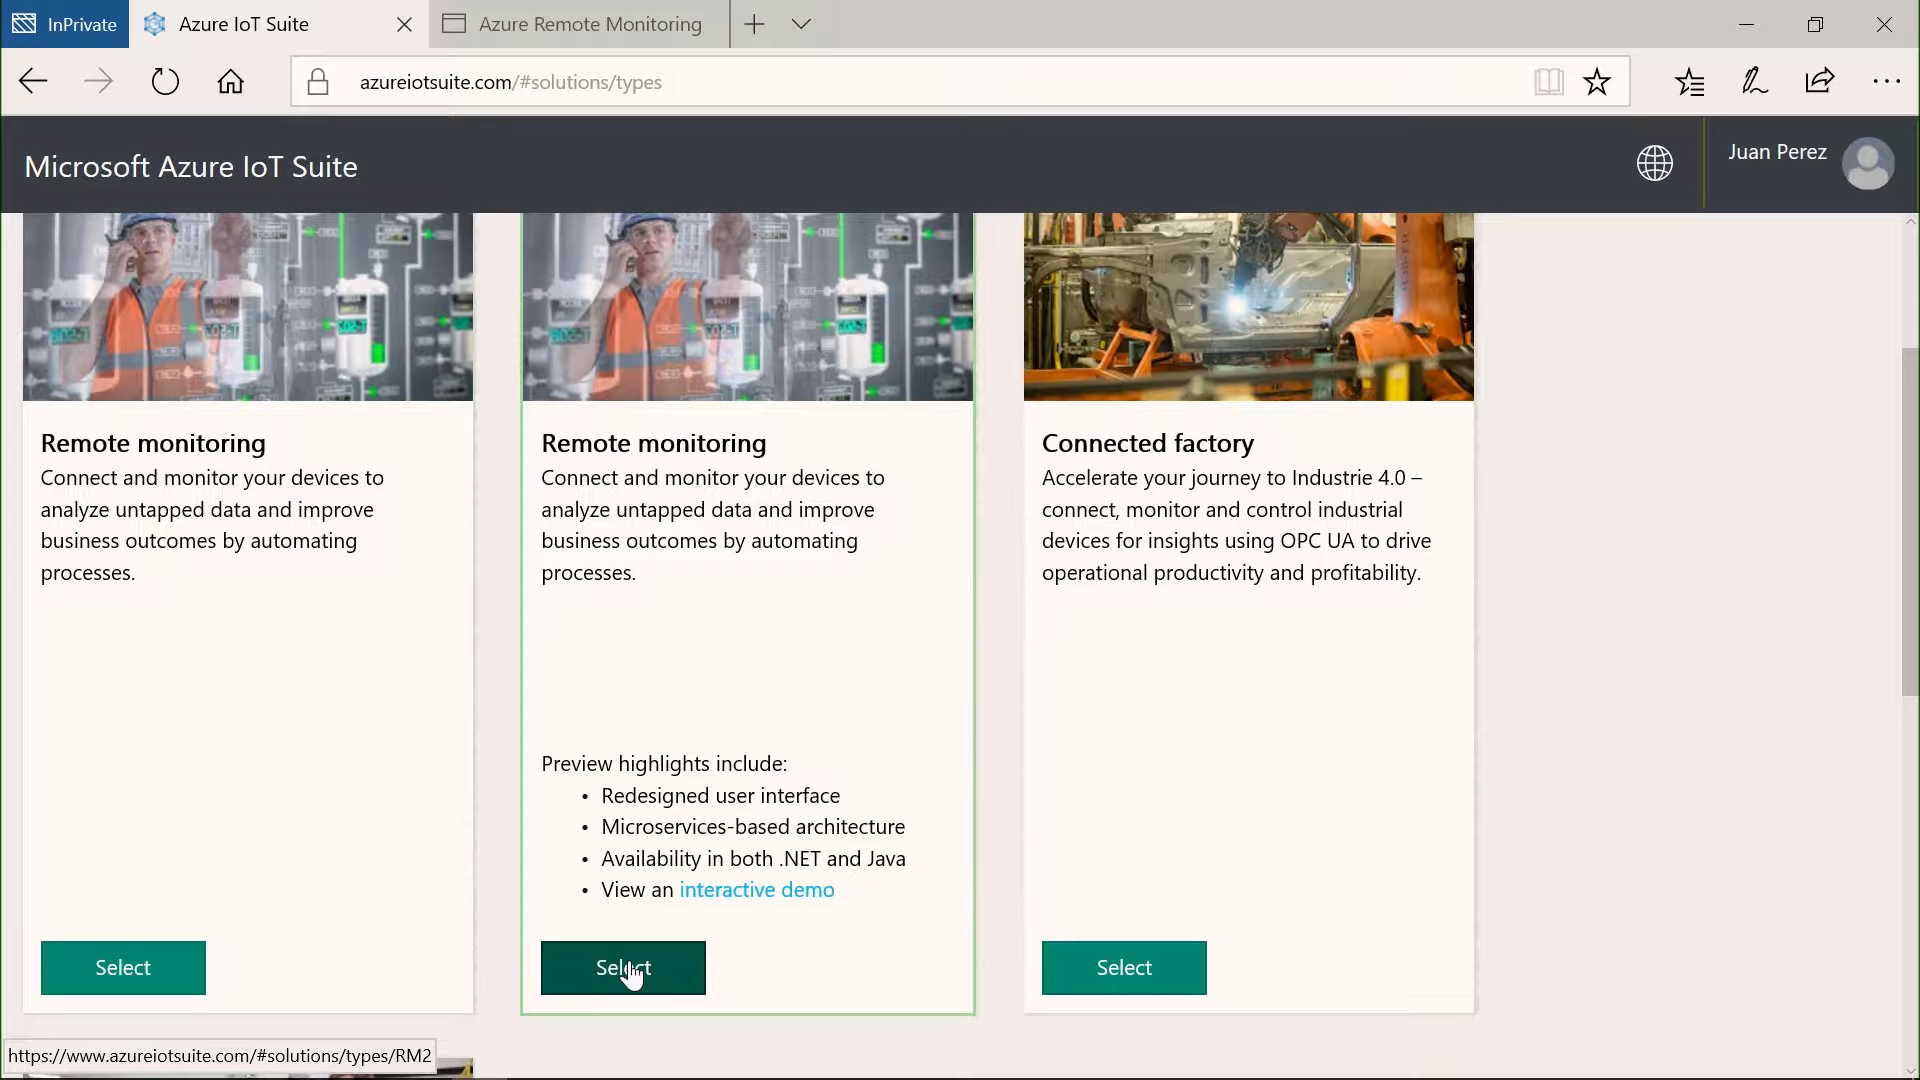 InPrivate
Azure IoT Suite
Azure Remote Monitoring
azureiotsuite.com/#solutions/types
Microsoft Azure IoT Suite
Juan Perez
Remote monitoring
Connect and monitor your devices to
analyze untapped data and improve
business outcomes by automating
processes.
Select
Remote monitoring
Connect and monitor your devices to
analyze untapped data and improve
business outcomes by automating
processes.
Preview highlights include:
• Redesigned user interface
• Microservices-based architecture
• Availability in both .NET and Java
• View an interactive demo
Select
Connected factory
Accelerate your journey to Industrie 4.0 –
connect, monitor and control industrial
devices for insights using OPC UA to drive
operational productivity and profitability.
Select
https://www.azureiotsuite.com/#solutions/types/RM2